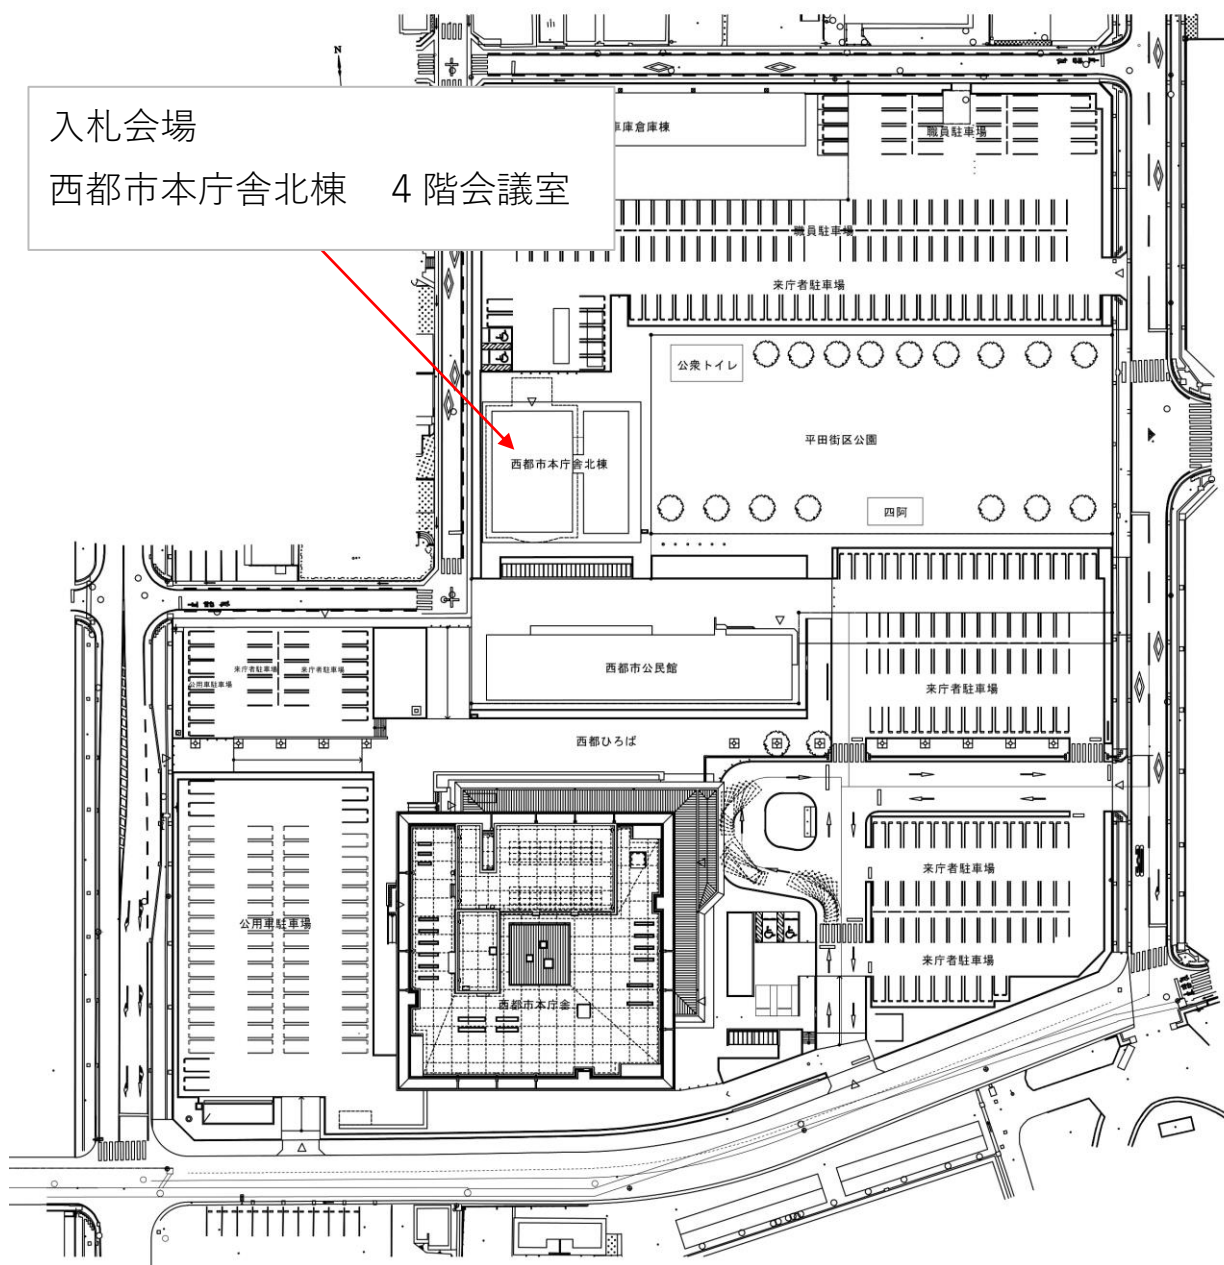 N
入札会場
西都市本庁舎北棟　4階会議室
車庫倉庫棟
職員駐車場
職員駐車場
来庁者駐車場
公衆トイレ
平田街区公園
西都市本庁舎北棟
四阿
西都市公民館
来庁者駐車場
来庁者駐車場
公用車駐車場
来庁者駐車場
西都ひろば
来庁者駐車場
公用車駐車場
来庁者駐車場
西都市本庁舎